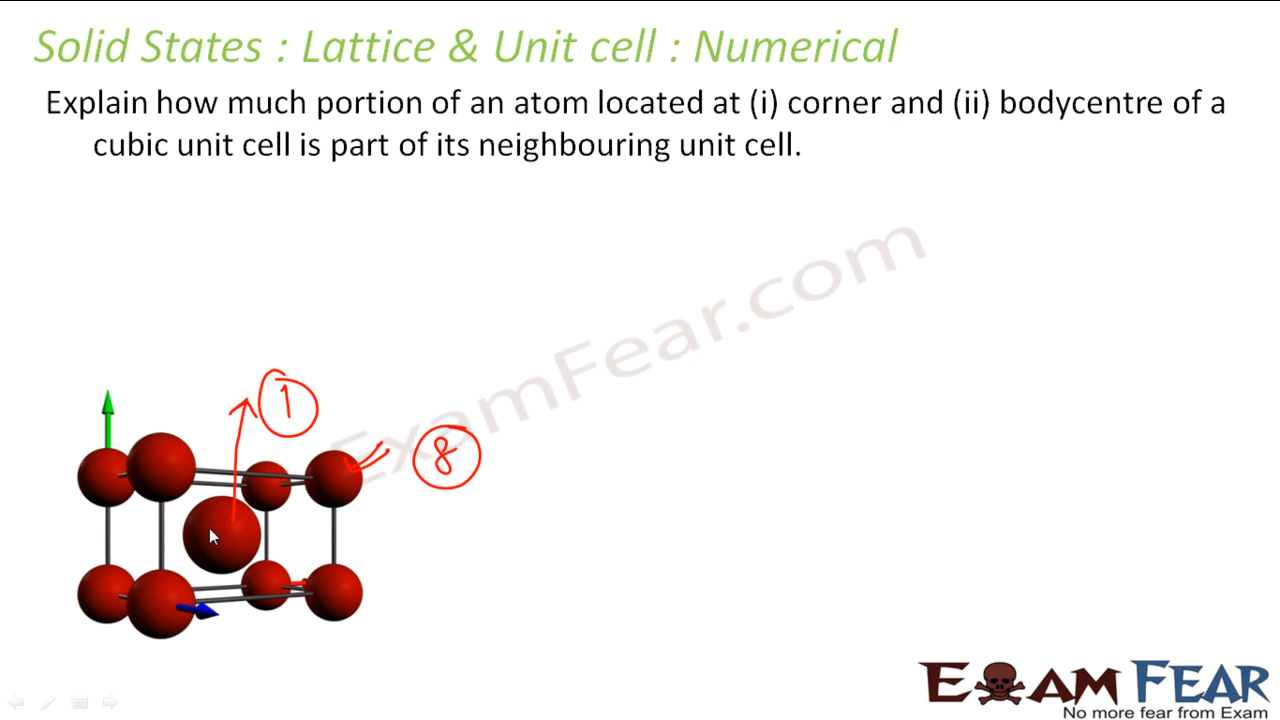 Solid States : Lattice & Unit cell : Numerical
Explain how much portion of an atom located at (i) corner and (ii) bodycentre of a
cubic unit cell is part of its neighbouring unit cell.
ExamFear.com
1
8
EXAM FEAR
No more fear from Exam